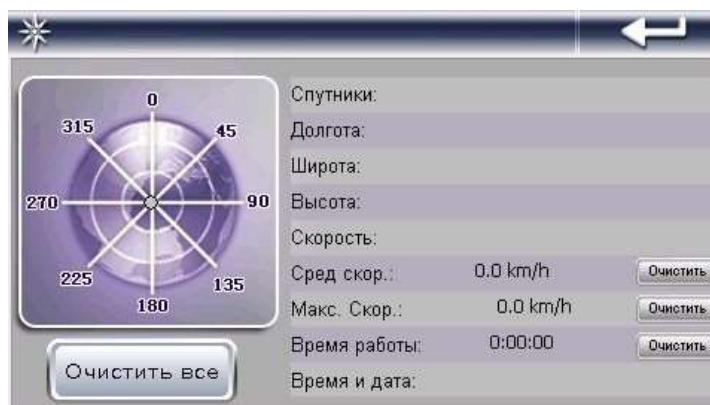 0
315
45
270
90
225
135
180
Очистить все
Спутники:
Долгота:
Широта:
Высота:
Скорость:
Сред скор.: 0.0 km/h Очистить
Макс. Скор.: 0.0 km/h Очистить
Время работы: 0:00:00 Очистить
Время и дата: